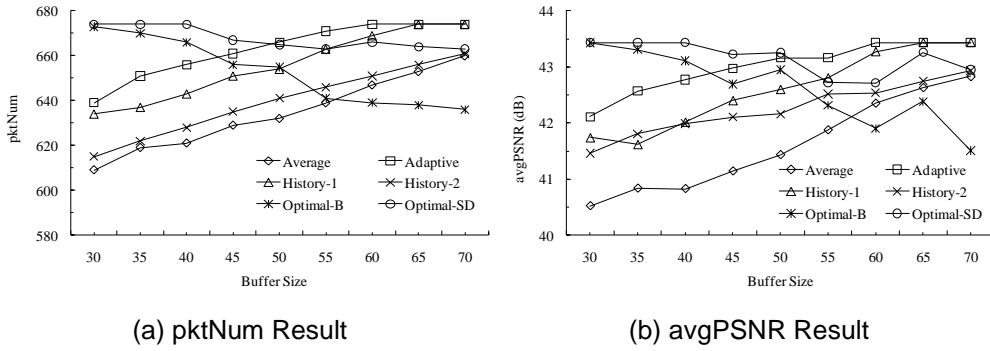 700
680
660
640
620
600
580
pktNum
Average
Adaptive
History-1
History-2
Optimal-B
Optimal-SD
30 35 40 45 50 55 60 65 70
Buffer Size
(a) pktNum Result
44
43
42
41
40
avgPSNR (dB)
Average
Adaptive
History-1
History-2
Optimal-B
Optimal-SD
30 35 40 45 50 55 60 65 70
Buffer Size
(b) avgPSNR Result